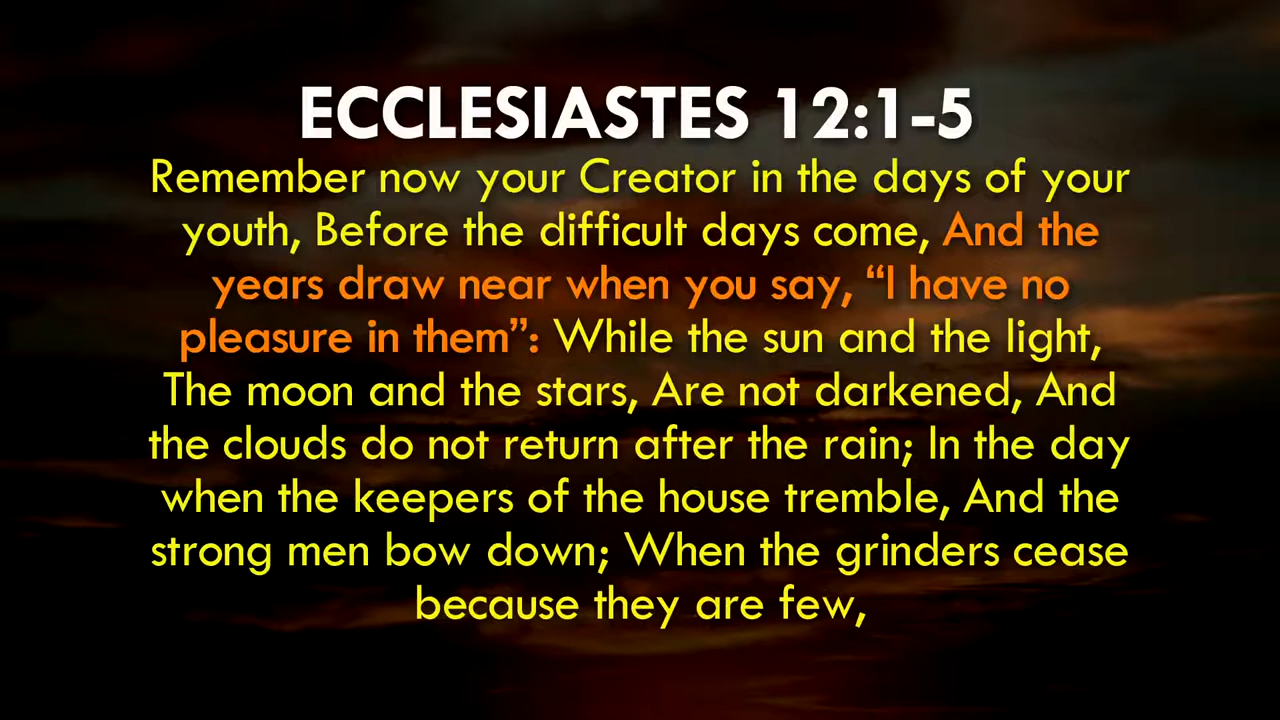 ECCLESIASTES 12:1-5
Remember now your Creator in the days of your
youth, Before the difficult days come, And the
years draw near when you say, “I have no
pleasure in them”: While the sun and the light,
The moon and the stars, Are not darkened, And
the clouds do not return after the rain; In the day
when the keepers of the house tremble, And the
strong men bow down; When the grinders cease
because they are few,